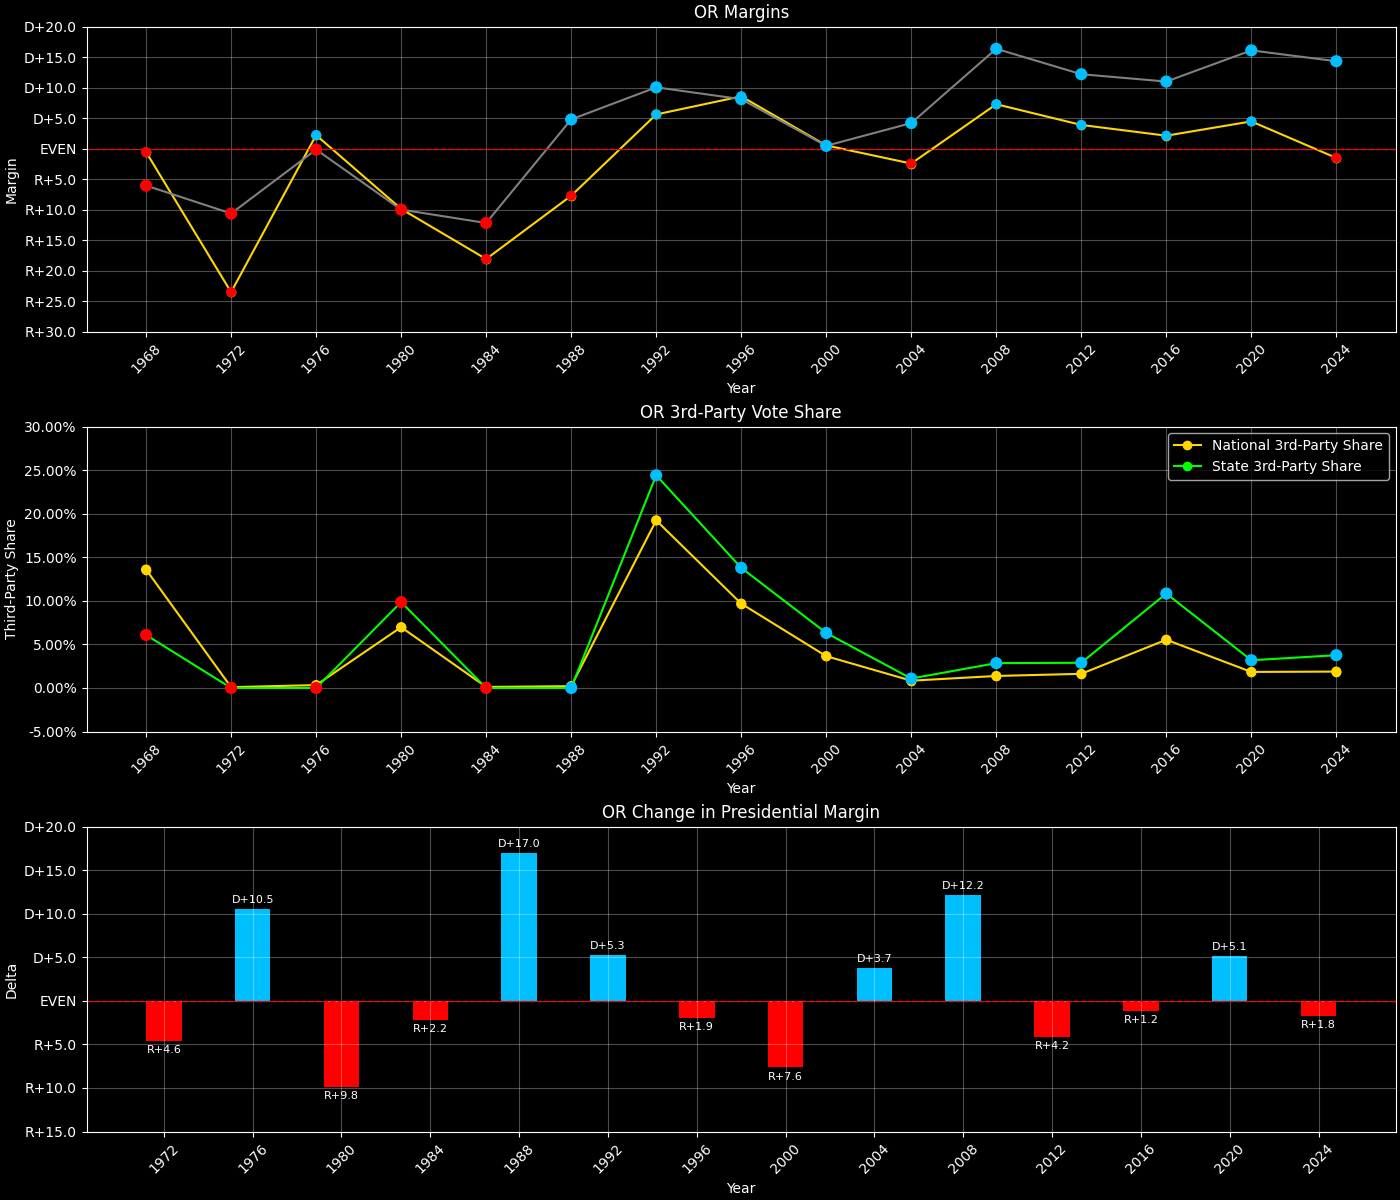 OR Margins
D+20.0
D+15.0
D+10.0
D+5.0
EVEN
R+5.0
R+10.0
R+15.0
R+20.0
R+25.0
R+30.0
Margin
1968 1972 1976 1980 1984 1988 1992 1996 2000 2004 2008 2012 2016 2020 2024
Year
OR 3rd-Party Vote Share
30.00%
25.00%
20.00%
15.00%
10.00%
5.00%
0.00%
-5.00%
Third-Party Share
National 3rd-Party Share
State 3rd-Party Share
1968 1972 1976 1980 1984 1988 1992 1996 2000 2004 2008 2012 2016 2020 2024
Year
OR Change in Presidential Margin
D+20.0
D+15.0
D+10.0
D+5.0
EVEN
R+5.0
R+10.0
R+15.0
Delta
R+4.6
D+10.5
R+9.8
R+2.2
D+17.0
D+5.3
R+1.9
R+7.6
D+3.7
D+12.2
R+4.2
R+1.2
D+5.1
R+1.8
1972 1976 1980 1984 1988 1992 1996 2000 2004 2008 2012 2016 2020 2024
Year